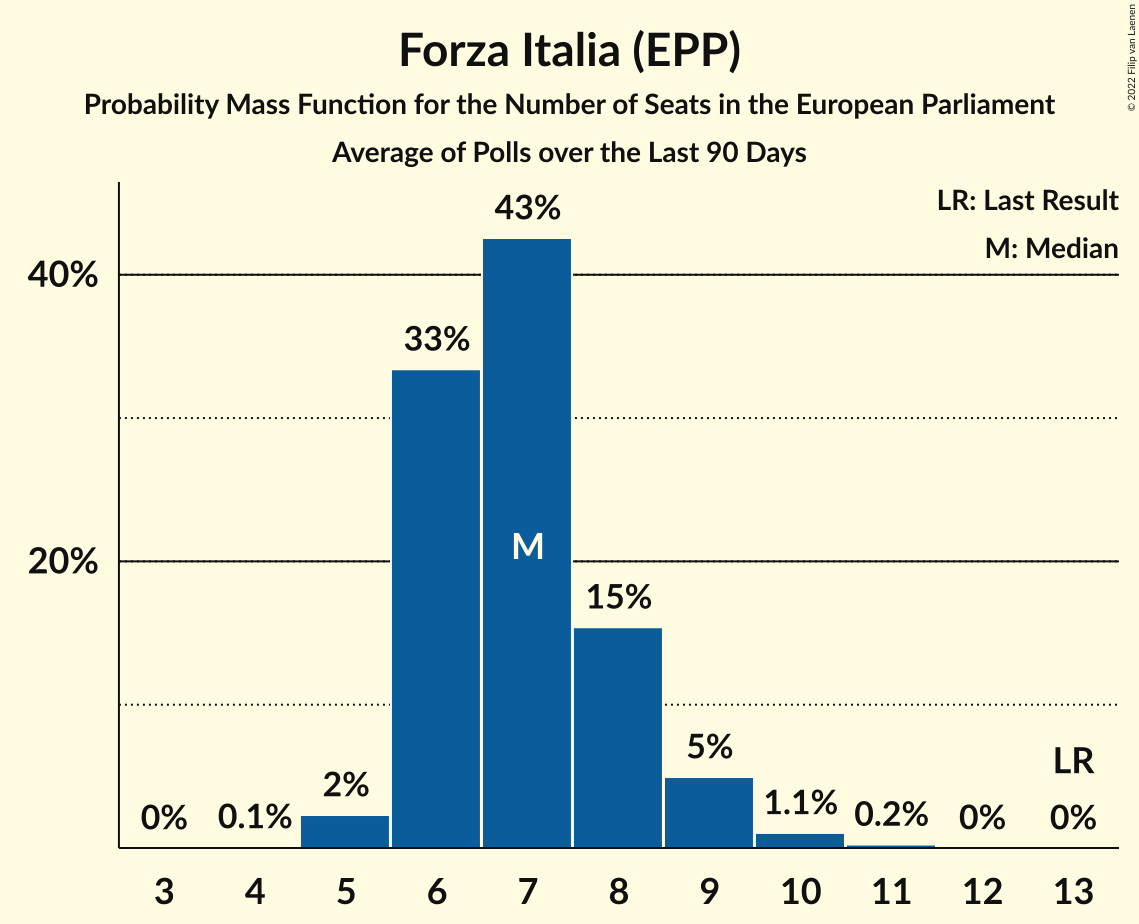 Forza Italia (EPP)
Probability Mass Function for the Number of Seats in the European Parliament
Average of Polls over the Last 90 Days
© 2022 Filip van Laenen
LR: Last Result
M: Median
40%
20%
0%
0.1%
2%
33%
43%
M
15%
5%
1.1%
0.2%
0%
LR
0%
3 4 5 6 7 8 9 10 11 12 13